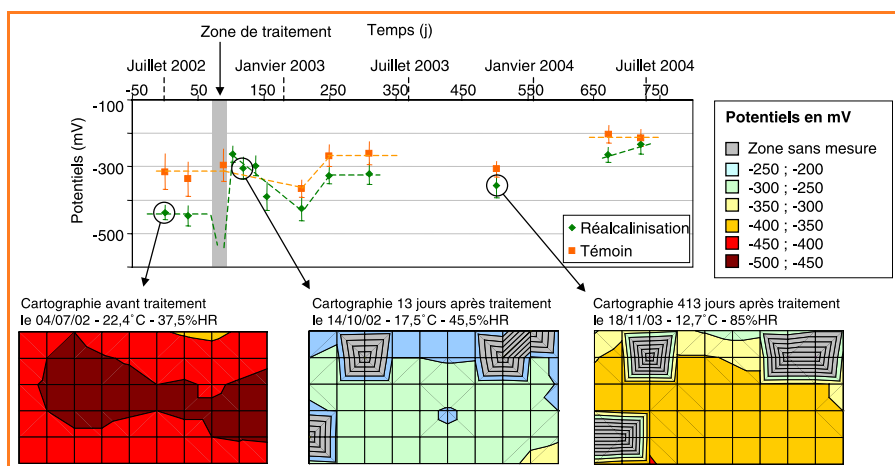 Zone de traitement
Temps (j)
Juillet 2002
Janvier 2003
Juillet 2003
Janvier 2004
Juillet 2004
-50 50 150 250 350 450 550 650 750
-100
-300
-500
Potentiels (mV)
Réalcalinisation
Témoin
Potentiels en mV
Zone sans mesure
-250 ; -200
-300 ; -250
-350 ; -300
-400 ; -350
-450 ; -400
-500 ; -450
Cartographie avant traitement
le 04/07/02 - 22,4°C - 37,5%HR
Cartographie 13 jours après traitement
le 14/10/02 - 17,5°C - 45,5%HR
Cartographie 413 jours après traitement
le 18/11/03 - 12,7°C - 85%HR